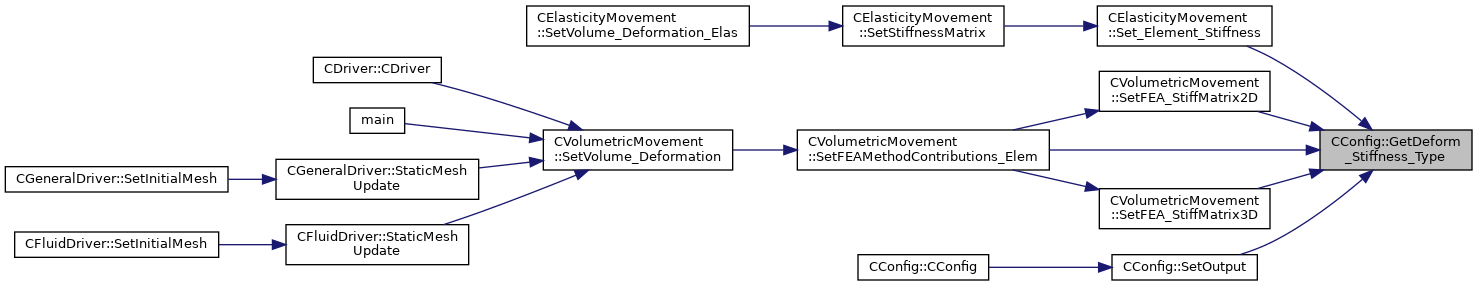 CElasticityMovement
::SetVolume_Deformation_Elas
CElasticityMovement
::SetStiffnessMatrix
CElasticityMovement
::Set_Element_Stiffness
CDriver::CDriver
main
CGeneralDriver::SetInitialMesh
CGeneralDriver::StaticMesh
Update
CFluidDriver::SetInitialMesh
CFluidDriver::StaticMesh
Update
CVolumetricMovement
::SetVolume_Deformation
CVolumetricMovement
::SetFEAMethodContributions_Elem
CVolumetricMovement
::SetFEA_StiffMatrix2D
CVolumetricMovement
::SetFEA_StiffMatrix3D
CConfig::GetDeform
_Stiffness_Type
CConfig::CConfig
CConfig::SetOutput